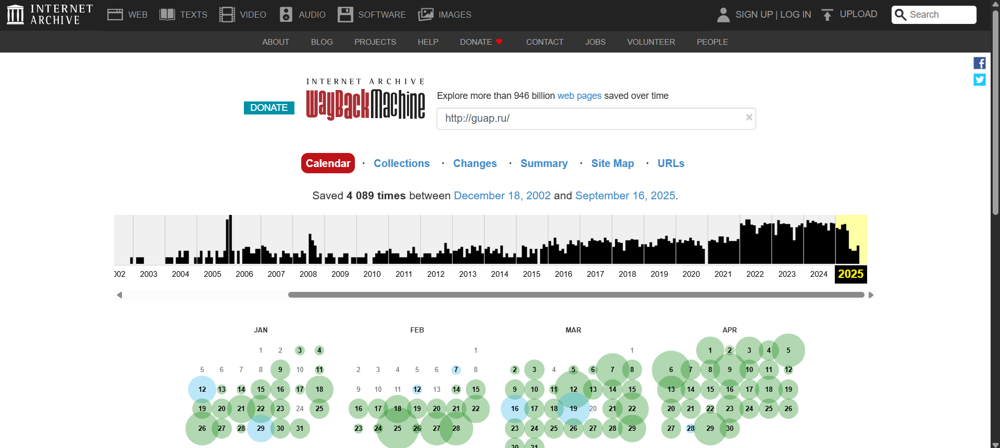 INTERNET ARCHIVE
WEB TEXTS VIDEO AUDIO SOFTWARE IMAGES SIGN UP | LOG IN UPLOAD Search
ABOUT BLOG PROJECTS HELP DONATE CONTACT JOBS VOLUNTEER PEOPLE
INTERNET ARCHIVE
WayBackMachine
DONATE
Explore more than 946 billion web pages saved over time
http://guap.ru/
Calendar · Collections · Changes · Summary · Site Map · URLs
Saved 4 089 times between December 18, 2002 and September 16, 2025.
002 2003 2004 2005 2006 2007 2008 2009 2010 2011 2012 2013 2014 2015 2016 2017 2018 2019 2020 2021 2022 2023 2024 2025
JAN
1 2 3 4
5 6 7 8 9 10 11
12 13 14 15 16 17 18
19 20 21 22 23 24 25
26 27 28 29 30 31
FEB
1
2 3 4 5 6 7 8
9 10 11 12 13 14 15
16 17 18 19 20 21 22
23 24 25 26 27 28
MAR
1
2 3 4 5 6 7 8
9 10 11 12 13 14 15
16 17 18 19 20 21 22
23 24 25 26 27 28 29
30 31
APR
1 2 3 4 5
6 7 8 9 10 11 12
13 14 15 16 17 18 19
20 21 22 23 24 25 26
27 28 29 30